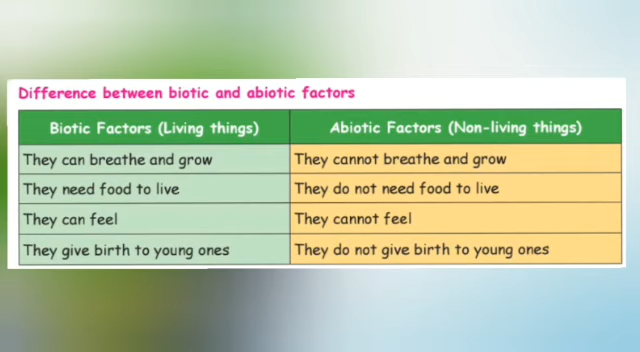 Difference between biotic and abiotic factors
Biotic Factors (Living things) Abiotic Factors (Non-living things)
They can breathe and grow They cannot breathe and grow
They need food to live They do not need food to live
They can feel They cannot feel
They give birth to young ones They do not give birth to young ones